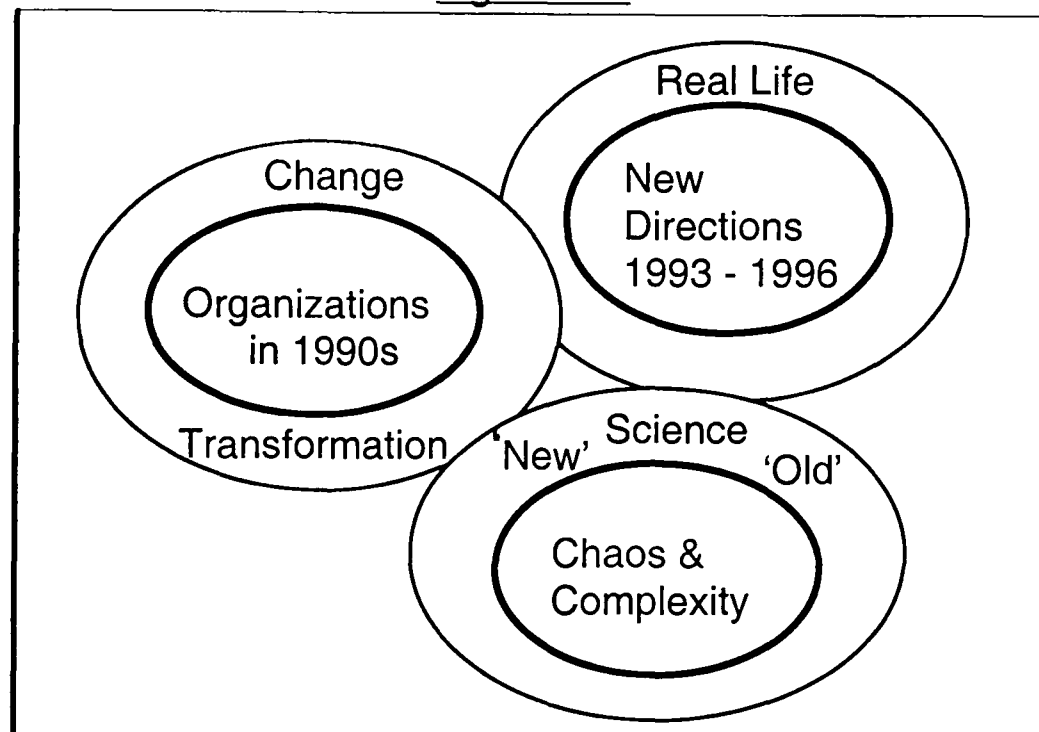 Real Life
New
Directions
1993 - 1996
Change
Organizations
in 1990s
Transformation
'New' Science 'Old'
Chaos &
Complexity